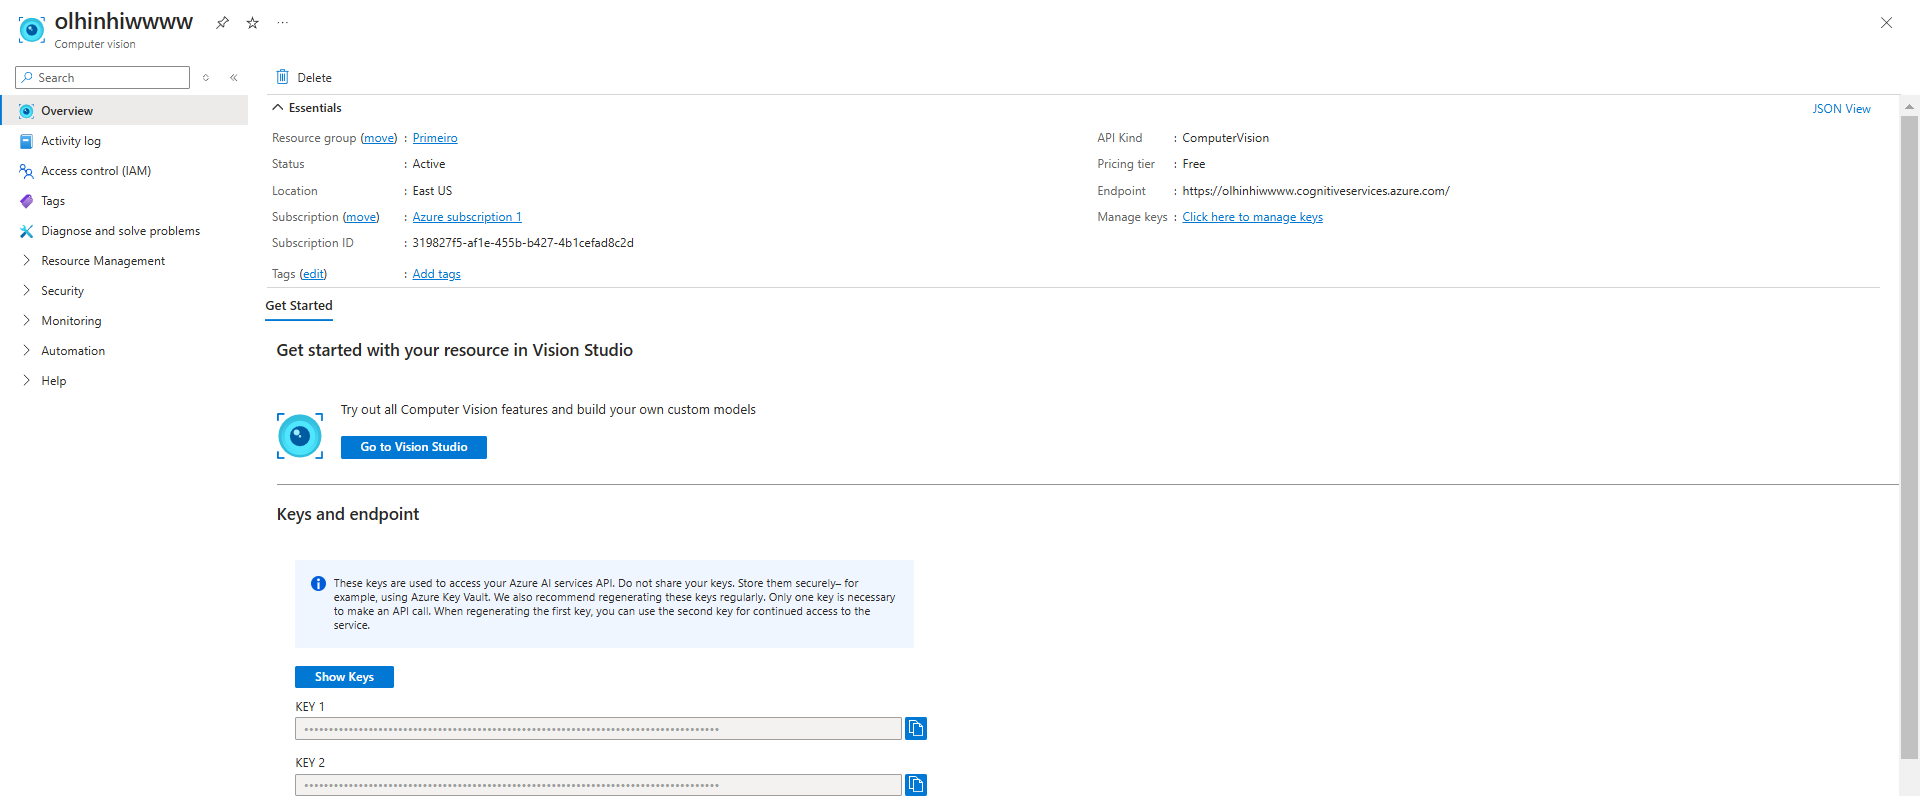 olhinhiwwww
Computer vision
Search
Overview
Activity log
Access control (IAM)
Tags
Diagnose and solve problems
Resource Management
Security
Monitoring
Automation
Help
Delete
Essentials
JSON View
Resource group (move) : Primeiro
Status : Active
Location : East US
Subscription (move) : Azure subscription 1
Subscription ID : 319827f5-af1e-455b-b427-4b1cefad8c2d
Tags (edit) : Add tags
API Kind : ComputerVision
Pricing tier : Free
Endpoint : https://olhinhiwwww.cognitiveservices.azure.com/
Manage keys : Click here to manage keys
Get Started
Get started with your resource in Vision Studio
Try out all Computer Vision features and build your own custom models
Go to Vision Studio
Keys and endpoint
These keys are used to access your Azure AI services API. Do not share your keys. Store them securely– for
example, using Azure Key Vault. We also recommend regenerating these keys regularly. Only one key is necessary
to make an API call. When regenerating the first key, you can use the second key for continued access to the
service.
Show Keys
KEY 1
KEY 2